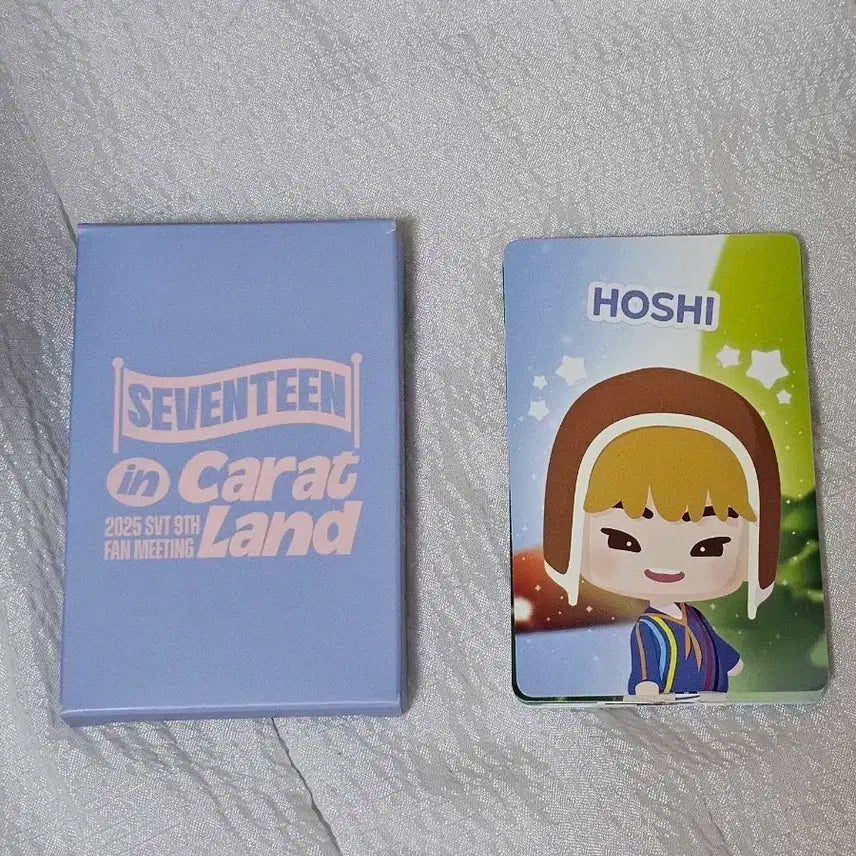 SEVENTEEN
in Carat
2025 SVT 9TH
FAN MEETING
Land
HOSHI